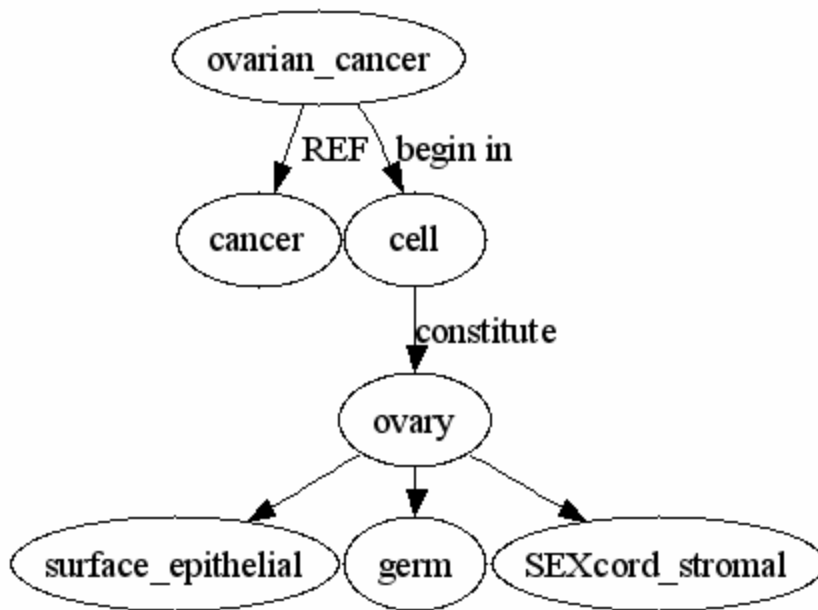 ovarian_cancer
REF begin in
cancer cell
constitute
ovary
surface_epithelial germ SEXcord_stromal